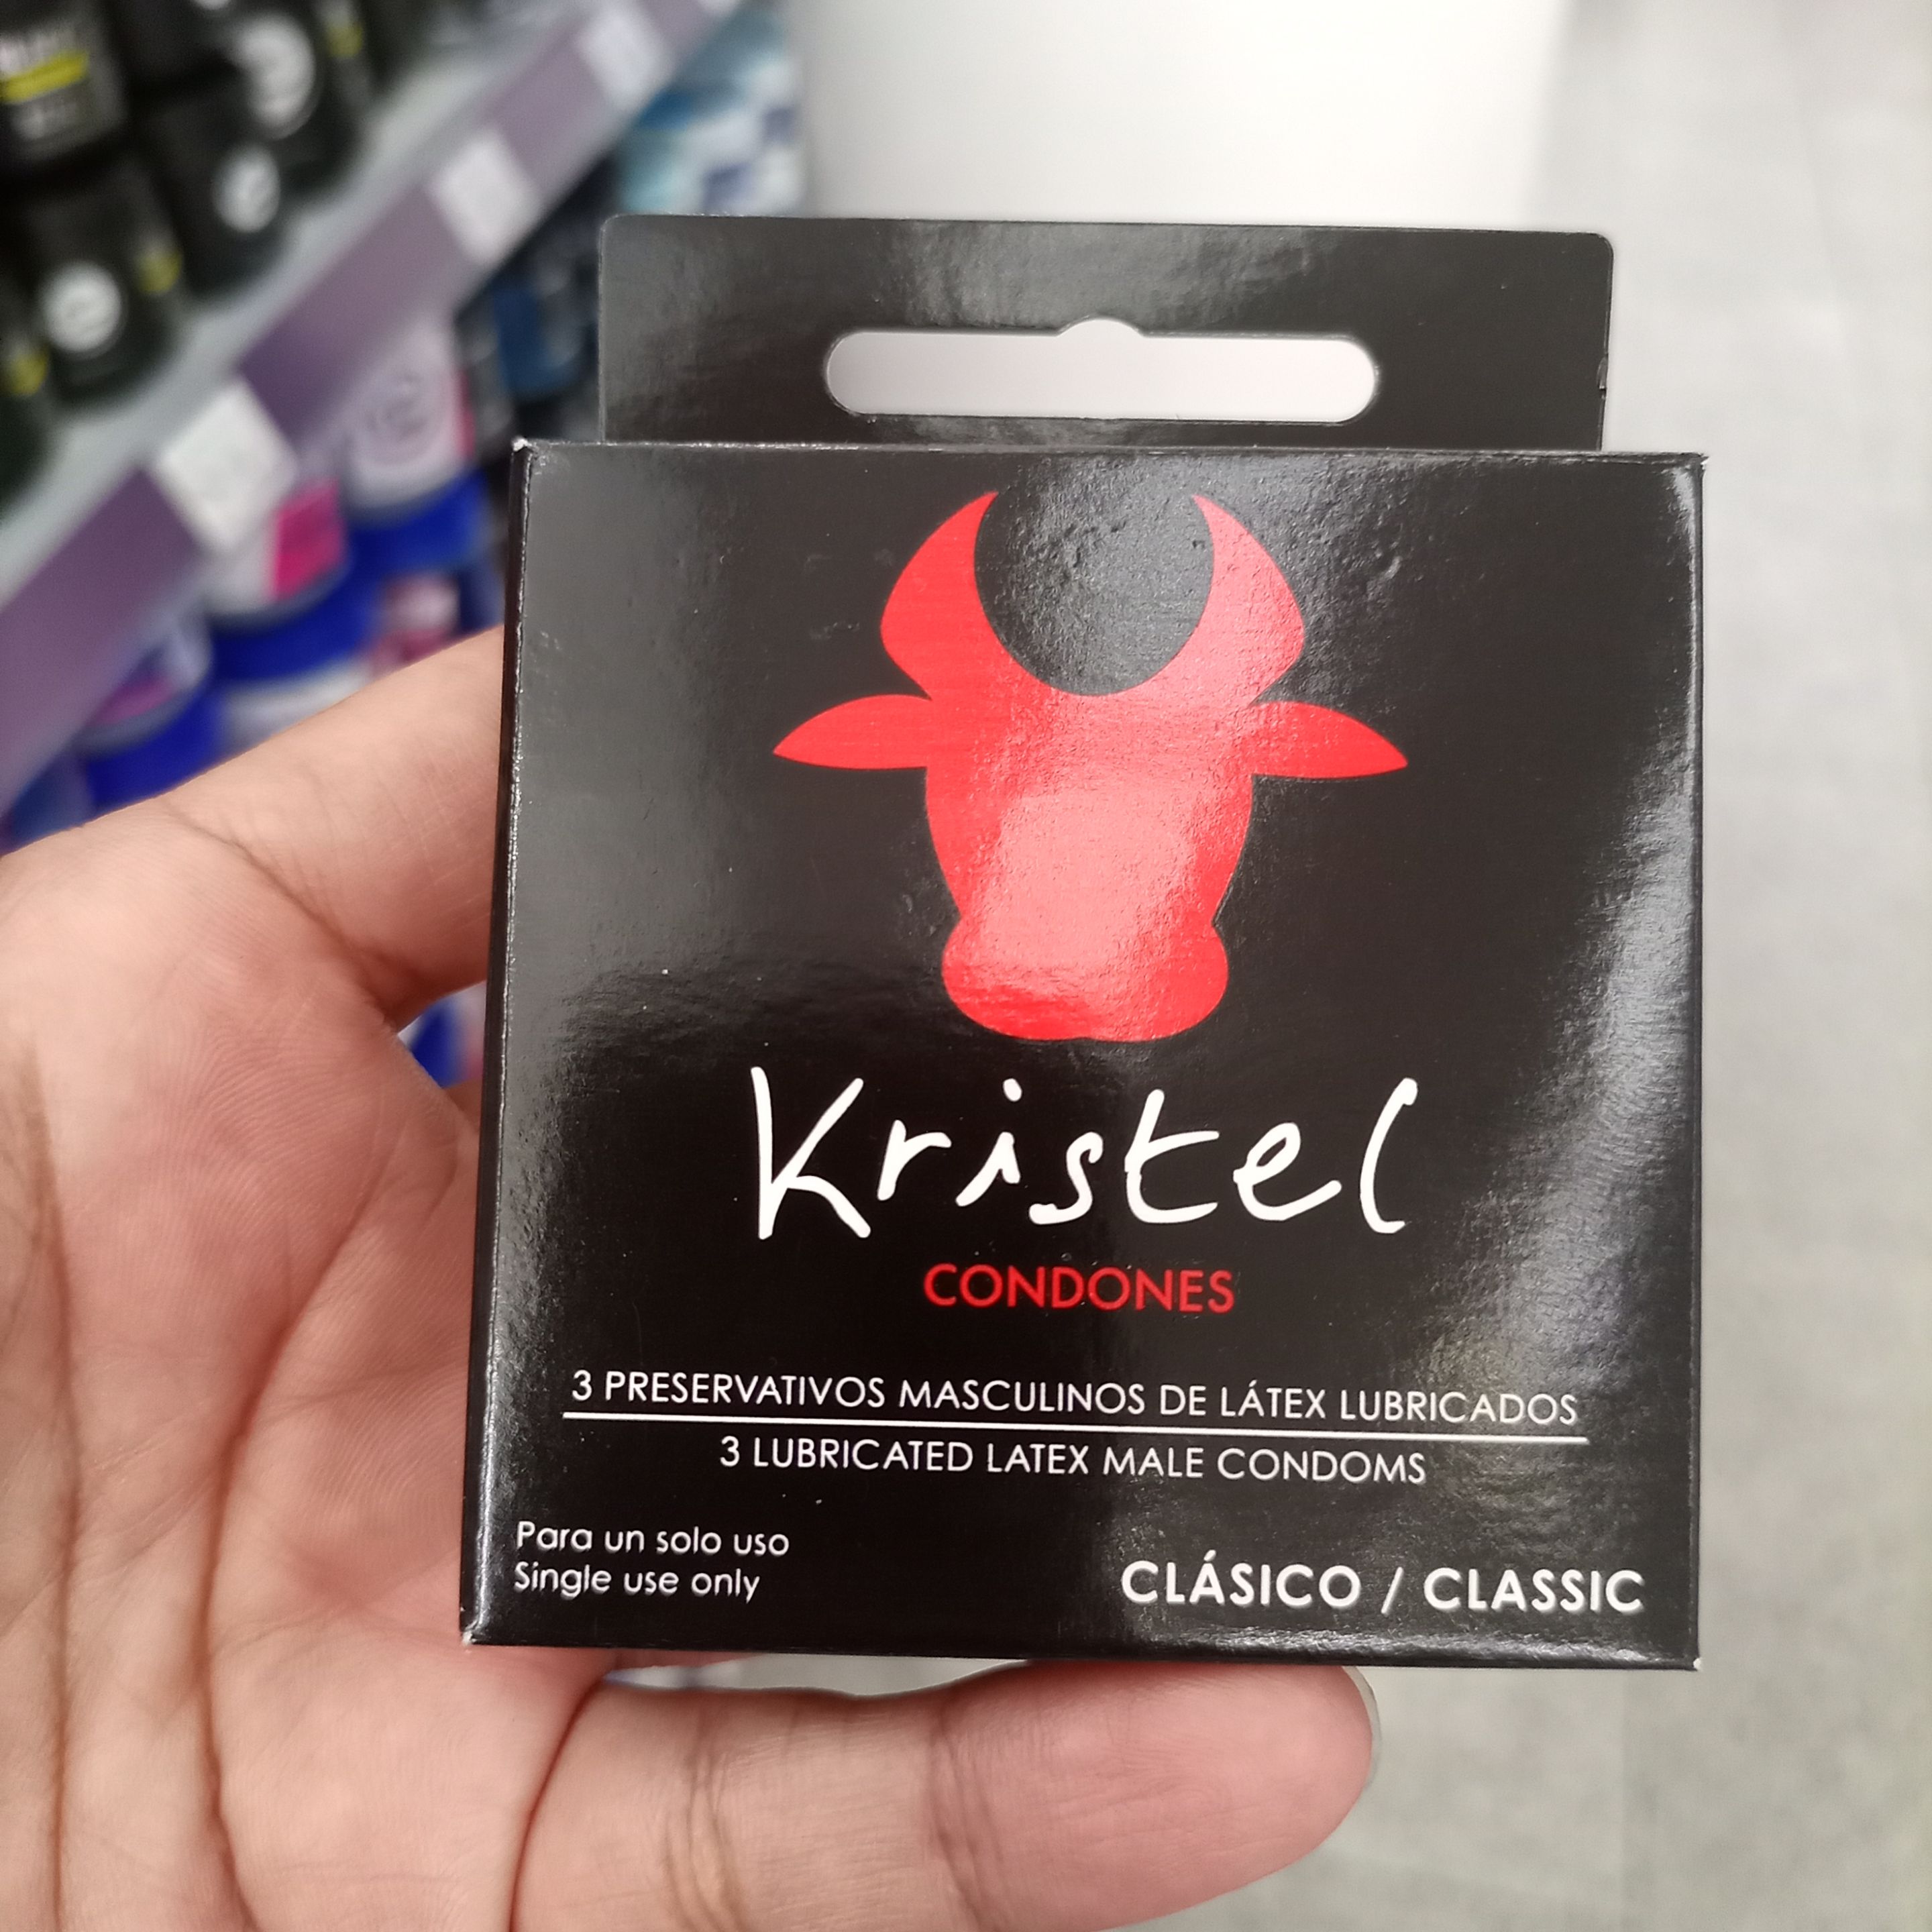 Kristel
CONDONES
3 PRESERVATIVOS MASCULINOS DE LÁTEX LUBRICADOS
3 LUBRICATED LATEX MALE CONDOMS
Para un solo uso
Single use only
CLÁSICO / CLASSIC